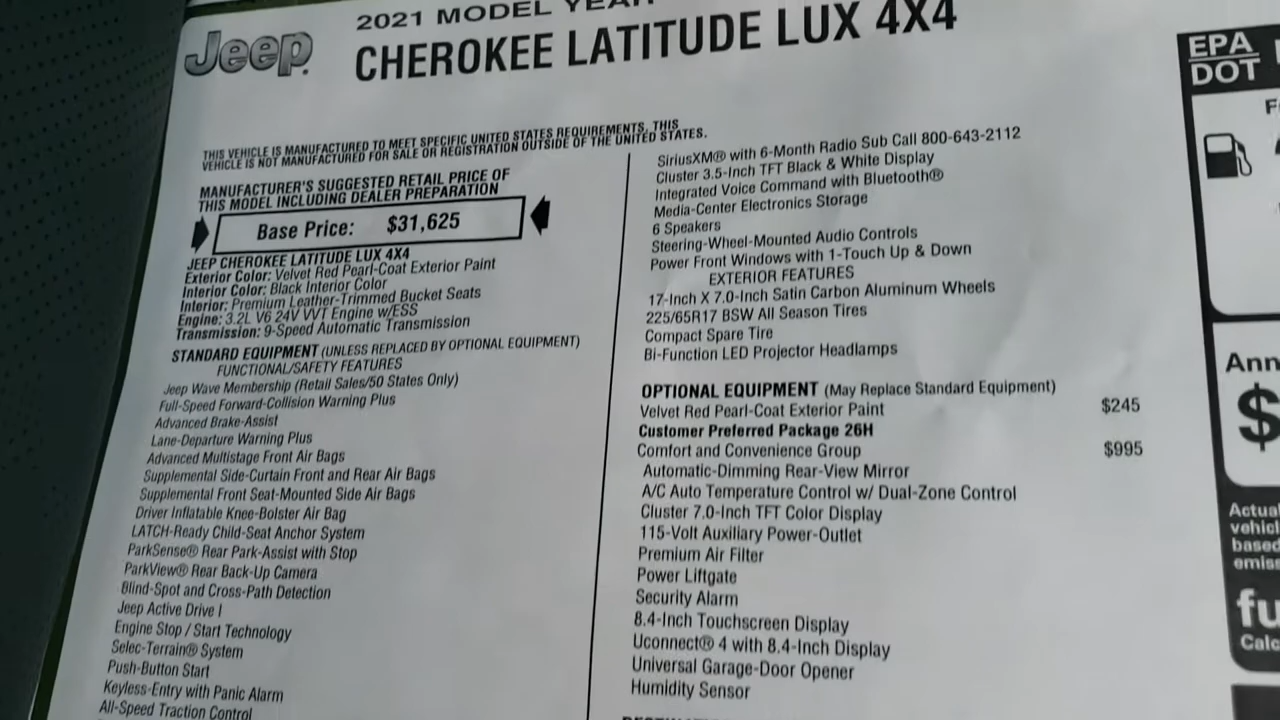 Jeep
2021 MODEL YEAR
CHEROKEE LATITUDE LUX 4X4
THIS VEHICLE IS MANUFACTURED TO MEET SPECIFIC UNITED STATES REQUIREMENTS. THIS
VEHICLE IS NOT MANUFACTURED FOR SALE OR REGISTRATION OUTSIDE OF THE UNITED STATES.
MANUFACTURER'S SUGGESTED RETAIL PRICE OF
THIS MODEL INCLUDING DEALER PREPARATION
Base Price: $31,625
JEEP CHEROKEE LATITUDE LUX 4X4
Exterior Color: Velvet Red Pearl-Coat Exterior Paint
Interior Color: Black Interior Color
Interior: Premium Leather-Trimmed Bucket Seats
Engine: 3.2L V6 24V VVT Engine w/ESS
Transmission: 9-Speed Automatic Transmission
STANDARD EQUIPMENT (UNLESS REPLACED BY OPTIONAL EQUIPMENT)
FUNCTIONAL/SAFETY FEATURES
Jeep Wave Membership (Retail Sales/50 States Only)
Full-Speed Forward-Collision Warning Plus
Advanced Brake-Assist
Lane-Departure Warning Plus
Advanced Multistage Front Air Bags
Supplemental Side-Curtain Front and Rear Air Bags
Supplemental Front Seat-Mounted Side Air Bags
Driver Inflatable Knee-Bolster Air Bag
LATCH-Ready Child-Seat Anchor System
ParkSense® Rear Park-Assist with Stop
ParkView® Rear Back-Up Camera
Blind-Spot and Cross-Path Detection
Jeep Active Drive I
Engine Stop / Start Technology
Selec-Terrain® System
Push-Button Start
Keyless-Entry with Panic Alarm
All-Speed Traction Control
SiriusXM® with 6-Month Radio Sub Call 800-643-2112
Cluster 3.5-Inch TFT Black & White Display
Integrated Voice Command with Bluetooth®
Media-Center Electronics Storage
6 Speakers
Steering-Wheel-Mounted Audio Controls
Power Front Windows with 1-Touch Up & Down
EXTERIOR FEATURES
17-Inch X 7.0-Inch Satin Carbon Aluminum Wheels
225/65R17 BSW All Season Tires
Compact Spare Tire
Bi-Function LED Projector Headlamps
OPTIONAL EQUIPMENT (May Replace Standard Equipment)
Velvet Red Pearl-Coat Exterior Paint $245
Customer Preferred Package 26H
Comfort and Convenience Group $995
Automatic-Dimming Rear-View Mirror
A/C Auto Temperature Control w/ Dual-Zone Control
Cluster 7.0-Inch TFT Color Display
115-Volt Auxiliary Power-Outlet
Premium Air Filter
Power Liftgate
Security Alarm
8.4-Inch Touchscreen Display
Uconnect® 4 with 8.4-Inch Display
Universal Garage-Door Opener
Humidity Sensor
EPA
DOT
Ann
$
Actual
vehicl
based
emiss
fu
Calc